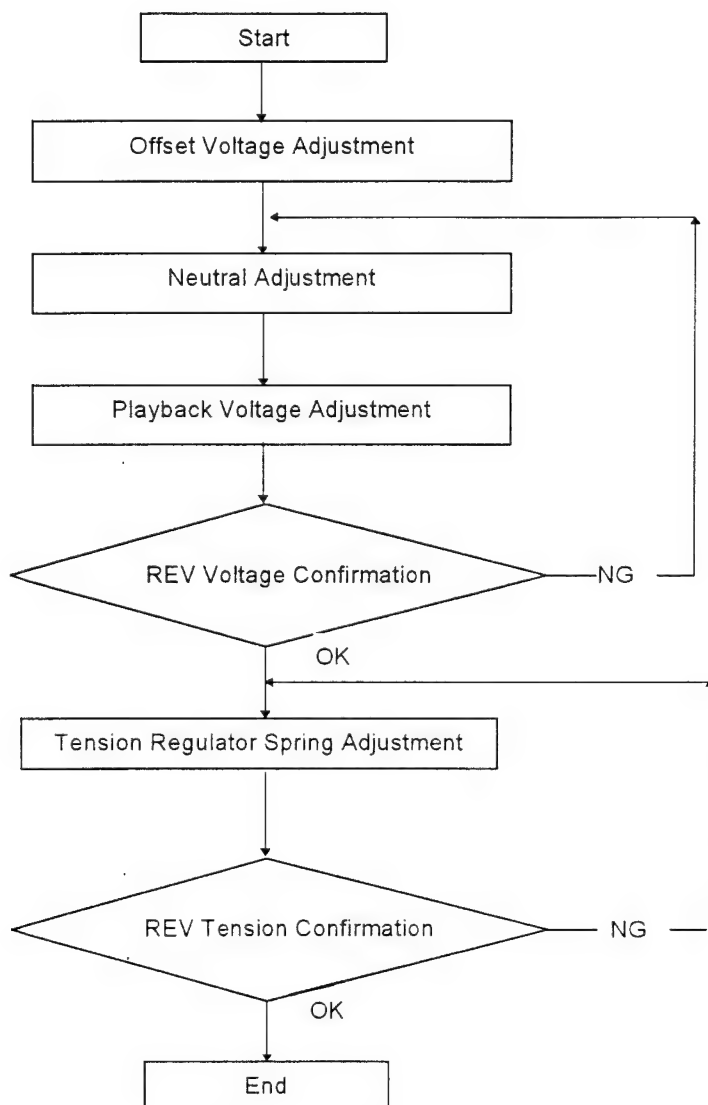 Start
Offset Voltage Adjustment
Neutral Adjustment
Playback Voltage Adjustment
REV Voltage Confirmation
NG
OK
Tension Regulator Spring Adjustment
REV Tension Confirmation
NG
OK
End